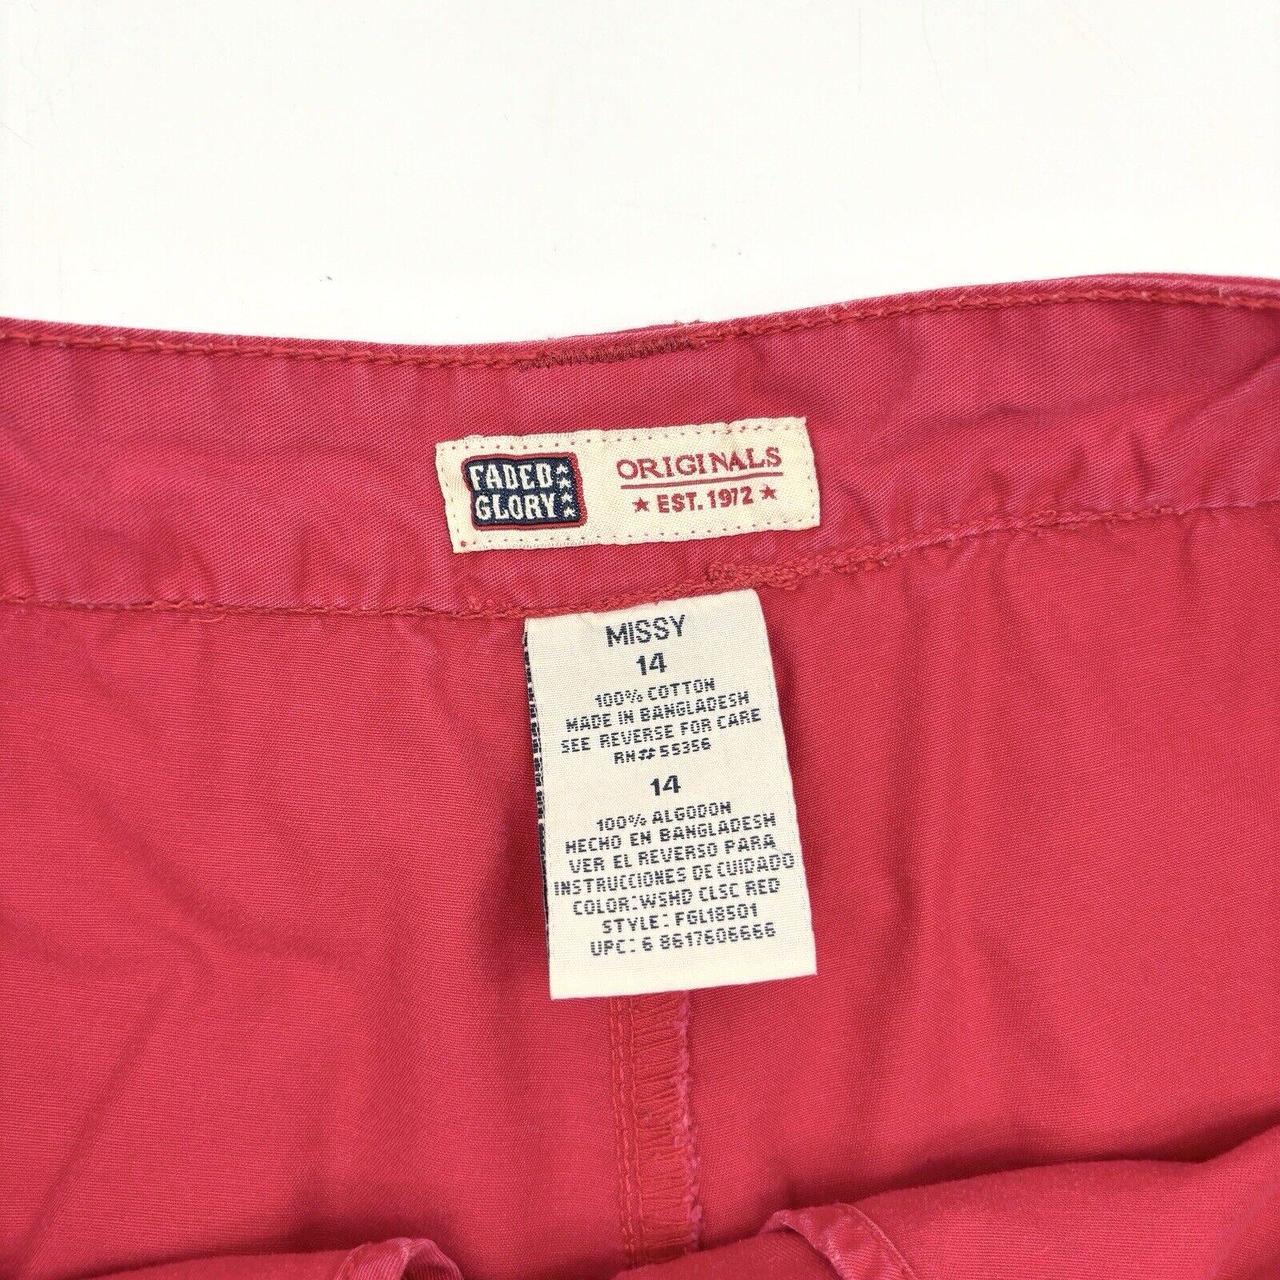 FADED
GLORY
ORIGINALS
★ EST. 1972 ★
MISSY
14
100% COTTON
MADE IN BANGLADESH
SEE REVERSE FOR CARE
RN# 55356
14
100% ALGODON
HECHO EN BANGLADESH
VER EL REVERSO PARA
INSTRUCCIONES DE CUIDADO
COLOR: WSHD CLSC RED
STYLE: FGL18501
UPC: 6 8617606666